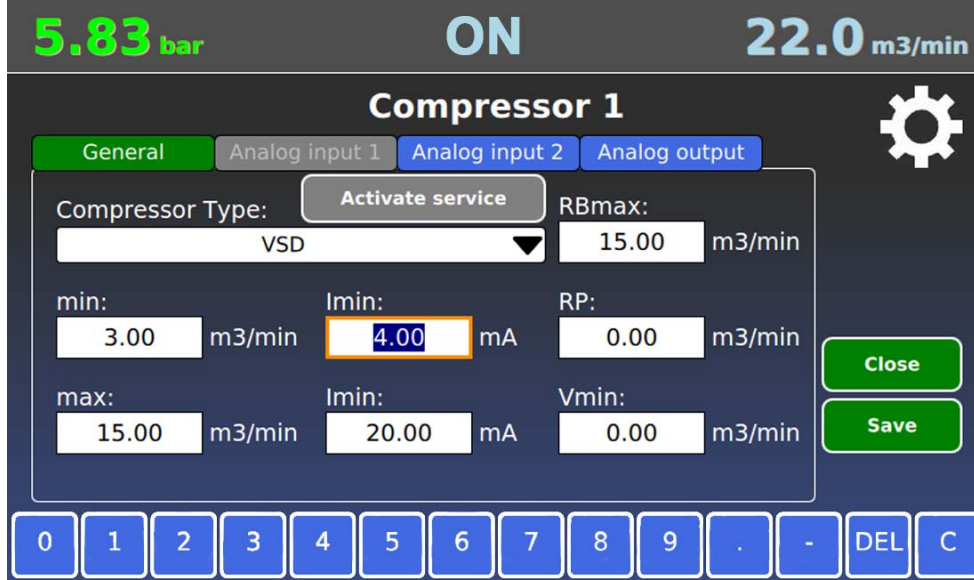 5.83 bar ON 22.0 m3/min
Compressor 1
General Analog input 1 Analog input 2 Analog output
Activate service
Compressor Type: RBmax:
VSD 15.00 m3/min
min: Imin: RP:
3.00 m3/min 4.00 mA 0.00 m3/min
Close
max: Imin: Vmin:
15.00 m3/min 20.00 mA 0.00 m3/min
Save
0 1 2 3 4 5 6 7 8 9 . - DEL C